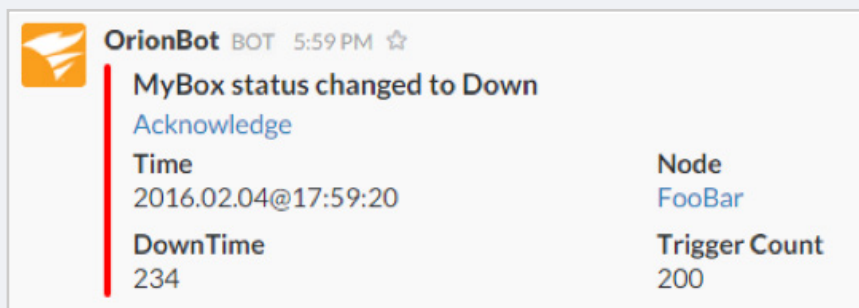 OrionBot BOT 5:59 PM
MyBox status changed to Down
Acknowledge
Time Node
2016.02.04@17:59:20 FooBar
DownTime Trigger Count
234 200